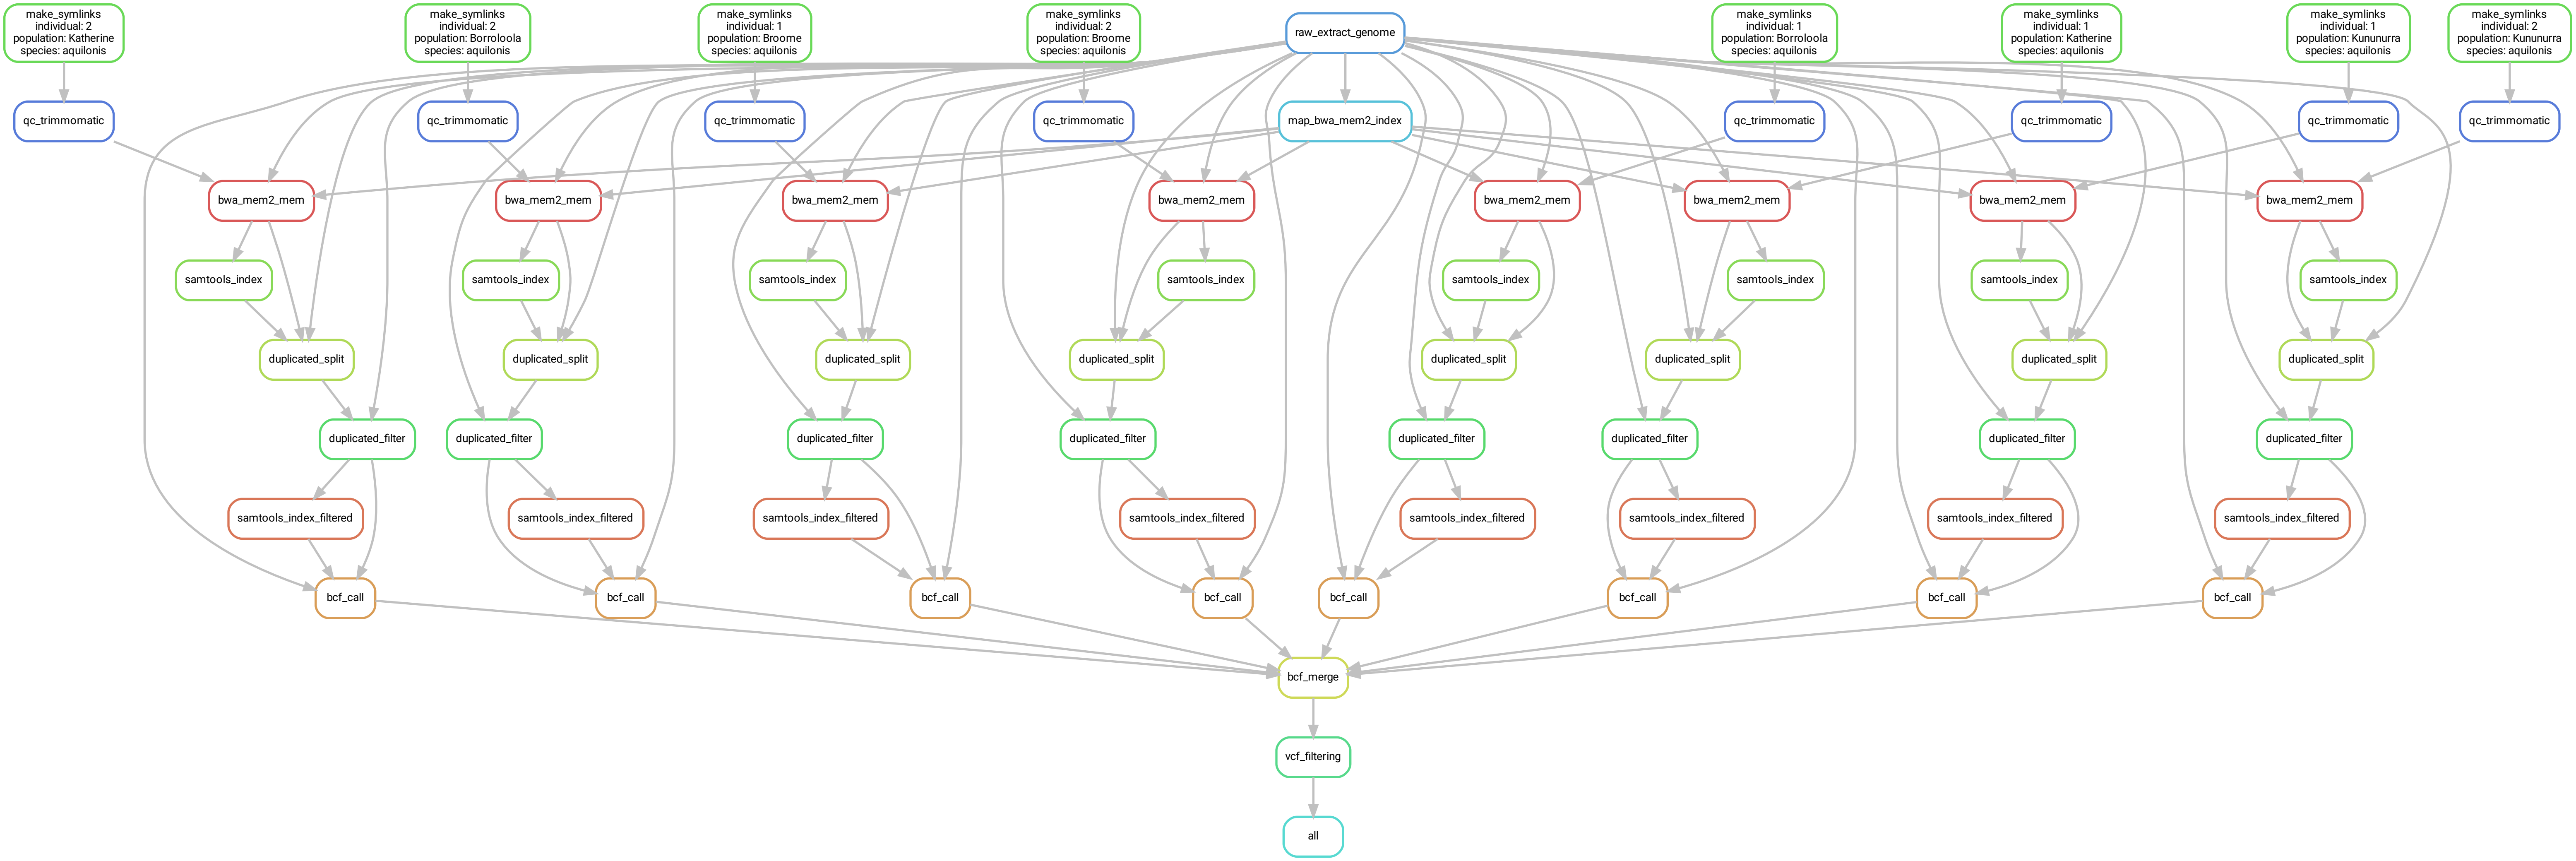 make_symlinks
individual: 2
population: Katherine
species: aquilonis
make_symlinks
individual: 2
population: Borroloola
species: aquilonis
make_symlinks
individual: 1
population: Broome
species: aquilonis
make_symlinks
individual: 2
population: Broome
species: aquilonis
raw_extract_genome
make_symlinks
individual: 1
population: Borroloola
species: aquilonis
make_symlinks
individual: 1
population: Katherine
species: aquilonis
make_symlinks
individual: 1
population: Kununurra
species: aquilonis
make_symlinks
individual: 2
population: Kununurra
species: aquilonis
qc_trimmomatic
qc_trimmomatic
qc_trimmomatic
qc_trimmomatic
map_bwa_mem2_index
qc_trimmomatic
qc_trimmomatic
qc_trimmomatic
qc_trimmomatic
bwa_mem2_mem
bwa_mem2_mem
bwa_mem2_mem
bwa_mem2_mem
bwa_mem2_mem
bwa_mem2_mem
bwa_mem2_mem
bwa_mem2_mem
samtools_index
samtools_index
samtools_index
samtools_index
samtools_index
samtools_index
samtools_index
samtools_index
duplicated_split
duplicated_split
duplicated_split
duplicated_split
duplicated_split
duplicated_split
duplicated_split
duplicated_split
duplicated_filter
duplicated_filter
duplicated_filter
duplicated_filter
duplicated_filter
duplicated_filter
duplicated_filter
duplicated_filter
samtools_index_filtered
samtools_index_filtered
samtools_index_filtered
samtools_index_filtered
samtools_index_filtered
samtools_index_filtered
samtools_index_filtered
samtools_index_filtered
bcf_call
bcf_call
bcf_call
bcf_call
bcf_call
bcf_call
bcf_call
bcf_call
bcf_merge
vcf_filtering
all